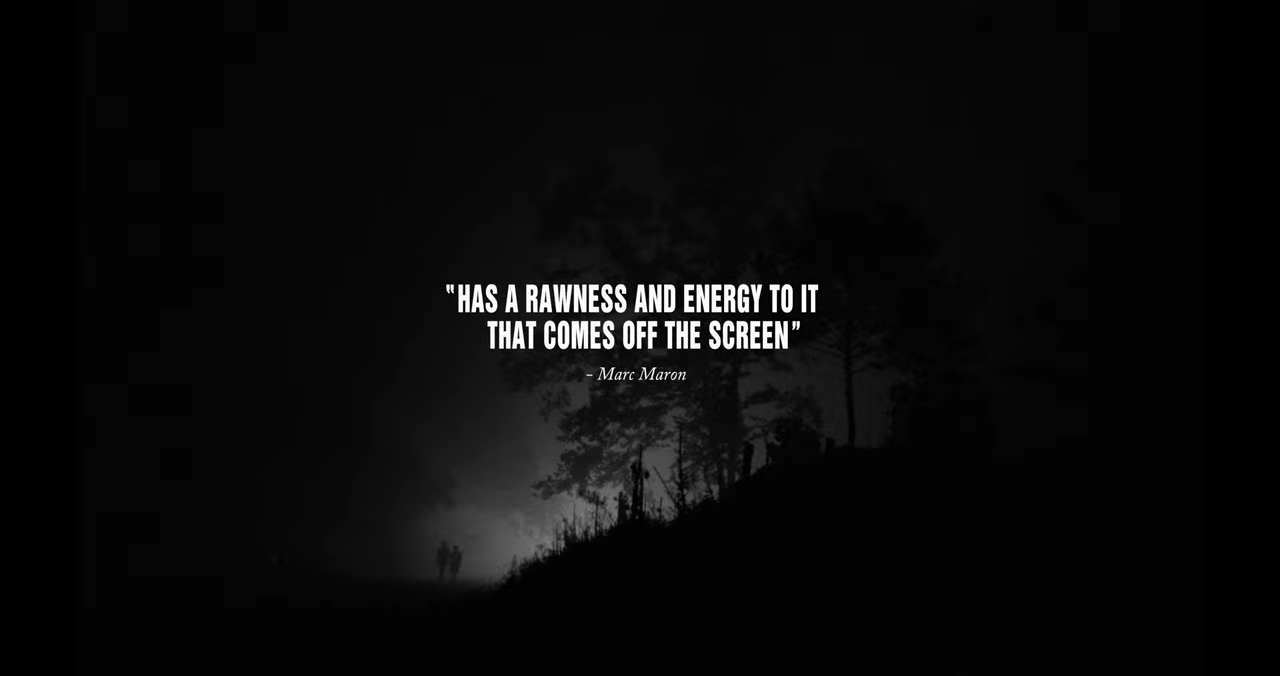 "HAS A RAWNESS AND ENERGY TO IT
THAT COMES OFF THE SCREEN"
– Marc Maron